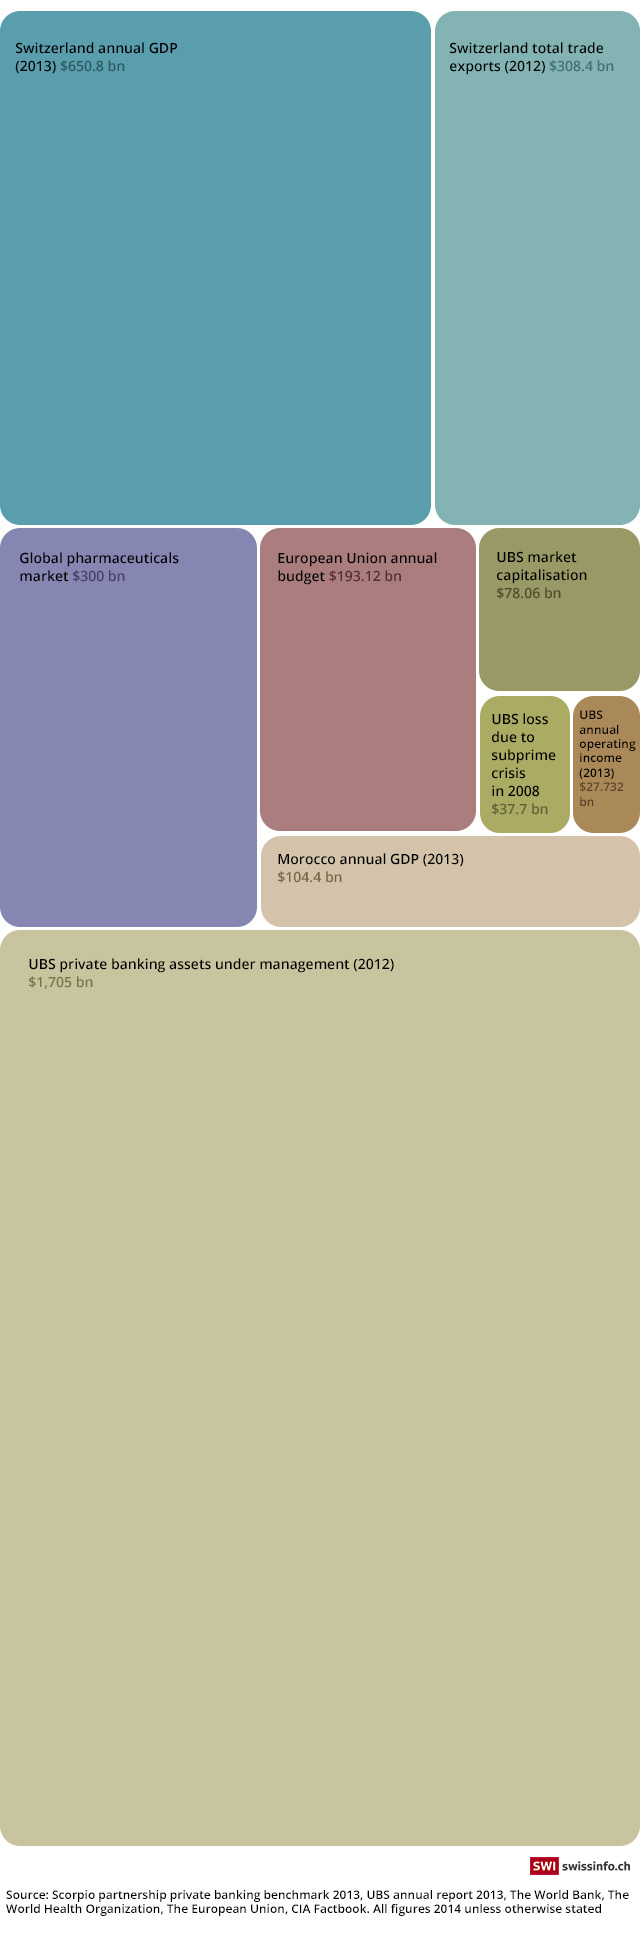 Switzerland annual GDP
(2013) $650.8 bn
Switzerland total trade
exports (2012) $308.4 bn
Global pharmaceuticals
market $300 bn
European Union annual
budget $193.12 bn
UBS market
capitalisation
$78.06 bn
UBS loss
due to
subprime
crisis
in 2008
$37.7 bn
UBS
annual
operating
income
(2013)
$27.732
bn
Morocco annual GDP (2013)
$104.4 bn
UBS private banking assets under management (2012)
$1,705 bn
SWI swissinfo.ch
Source: Scorpio partnership private banking benchmark 2013, UBS annual report 2013, The World Bank, The
World Health Organization, The European Union, CIA Factbook. All figures 2014 unless otherwise stated